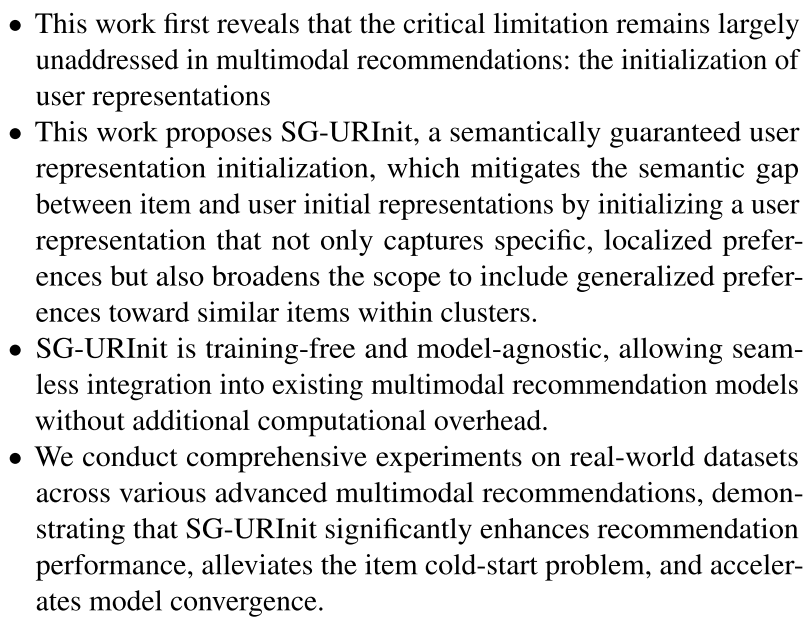 • This work first reveals that the critical limitation remains largely
unaddressed in multimodal recommendations: the initialization of
user representations
• This work proposes SG-URInit, a semantically guaranteed user
representation initialization, which mitigates the semantic gap
between item and user initial representations by initializing a user
representation that not only captures specific, localized prefer-
ences but also broadens the scope to include generalized prefer-
ences toward similar items within clusters.
• SG-URInit is training-free and model-agnostic, allowing seam-
less integration into existing multimodal recommendation models
without additional computational overhead.
• We conduct comprehensive experiments on real-world datasets
across various advanced multimodal recommendations, demon-
strating that SG-URInit significantly enhances recommendation
performance, alleviates the item cold-start problem, and acceler-
ates model convergence.